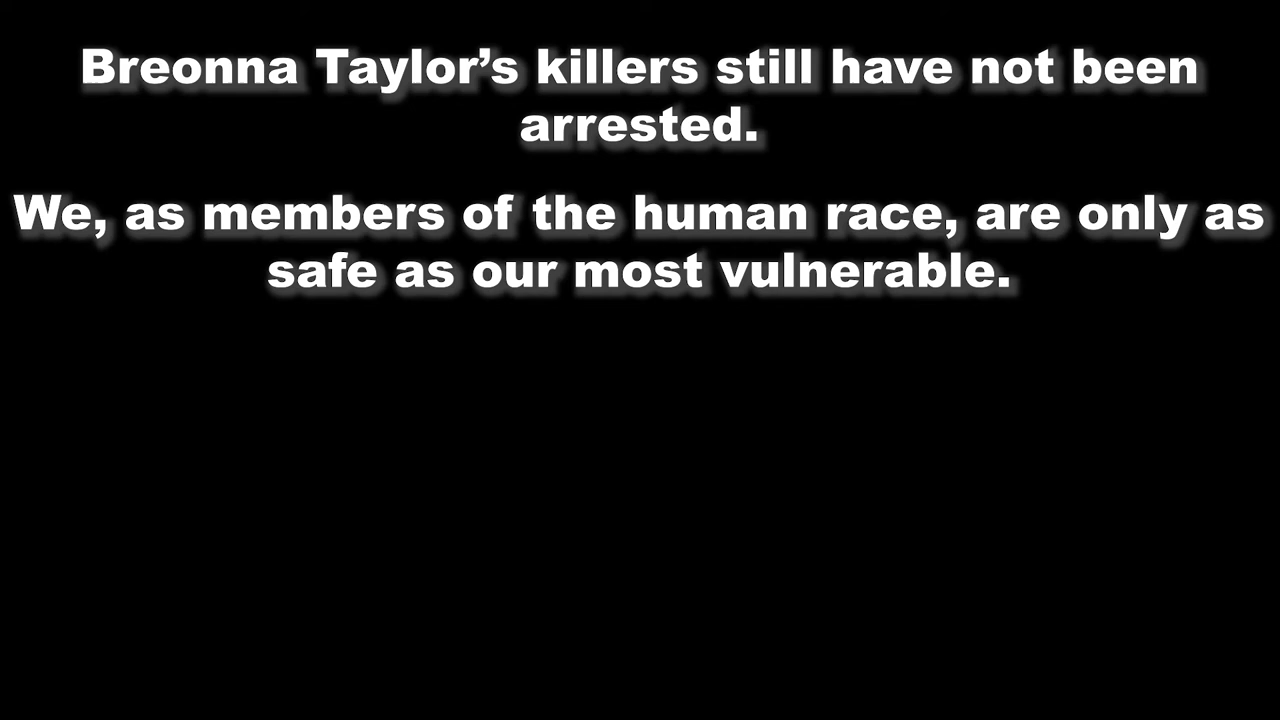 Breonna Taylor’s killers still have not been
arrested.
We, as members of the human race, are only as
safe as our most vulnerable.